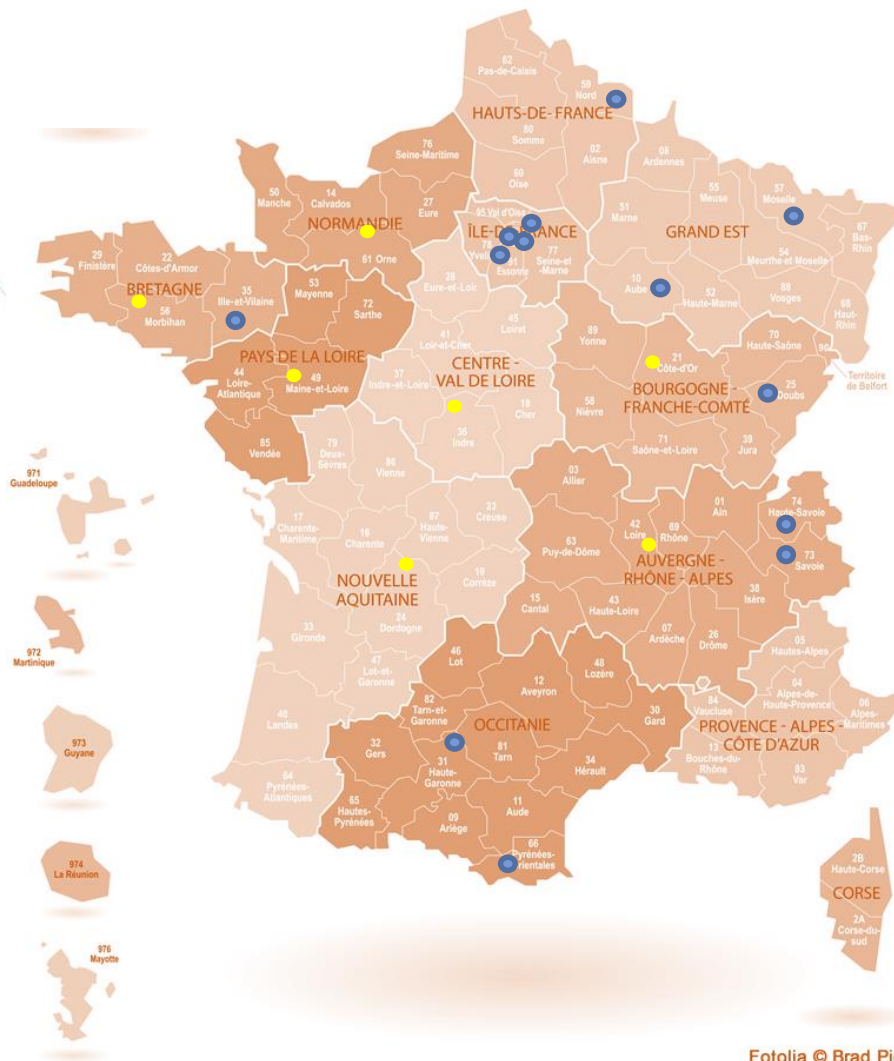 62
Pas-de-Calais
59
Nord
HAUTS-DE-FRANCE
80
Somme
02
Aisne
60
Oise
08
Ardennes
76
Seine-Maritime
27
Eure
14
Calvados
50
Manche
NORMANDIE
61 Orne
95 Val d'Oise
ÎLE-DE-FRANCE
78
77
Seine-et
-Marne
Essonne
51
Marne
55
Meuse
57
Moselle
67
Bas-
Rhin
GRAND EST
54
Meurthe et Moselle
10
Aube
52
Haute-Marne
88
Vosges
68
Haut-
Rhin
29
Finistère
22
Côtes-d'Armor
BRETAGNE
35
Ille-et-Vilaine
56
Morbihan
53
Mayenne
72
Sarthe
PAYS DE LA LOIRE
44
Loire-
Atlantique
49
Maine-et-Loire
85
Vendée
28
Eure-et-Loir
45
Loiret
41
Loir-et-Cher
CENTRE -
VAL DE LOIRE
37
Indre-et-Loire
18
Cher
36
Indre
89
Yonne
21
Côte-d'Or
70
Haute-Saône
90
Territoire
de Belfort
58
Nièvre
BOURGOGNE -
FRANCHE-COMTÉ
25
Doubs
71
Saône-et-Loire
39
Jura
79
Deux-
Sèvres
86
Vienne
17
Charente-
Maritime
16
Charente
87
Haute-
Vienne
23
Creuse
19
Corrèze
NOUVELLE
AQUITAINE
24
Dordogne
33
Gironde
47
Lot-et-
Garonne
40
Landes
64
Pyrénées-
Atlantiques
03
Allier
63
Puy-de-Dôme
42
Loire
69
Rhône
01
Ain
74
Haute-Savoie
73
Savoie
AUVERGNE -
RHÔNE - ALPES
38
Isère
15
Cantal
43
Haute-Loire
07
Ardèche
26
Drôme
46
Lot
12
Aveyron
48
Lozère
30
Gard
82
Tarn-et-
Garonne
OCCITANIE
32
Gers
81
Tarn
31
Haute-
Garonne
34
Hérault
65
Hautes-
Pyrénées
09
Ariège
11
Aude
66
Pyrénées-
Orientales
05
Hautes-Alpes
04
Alpes-de-
Haute-Provence
06
Alpes-
Maritimes
84
Vaucluse
PROVENCE - ALPES -
CÔTE D'AZUR
13
Bouches-du-
Rhône
83
Var
2B
Haute-Corse
CORSE
2A
Corse-du-
sud
971
Guadeloupe
972
Martinique
973
Guyane
974
La Réunion
976
Mayotte
Fotolia © Brad